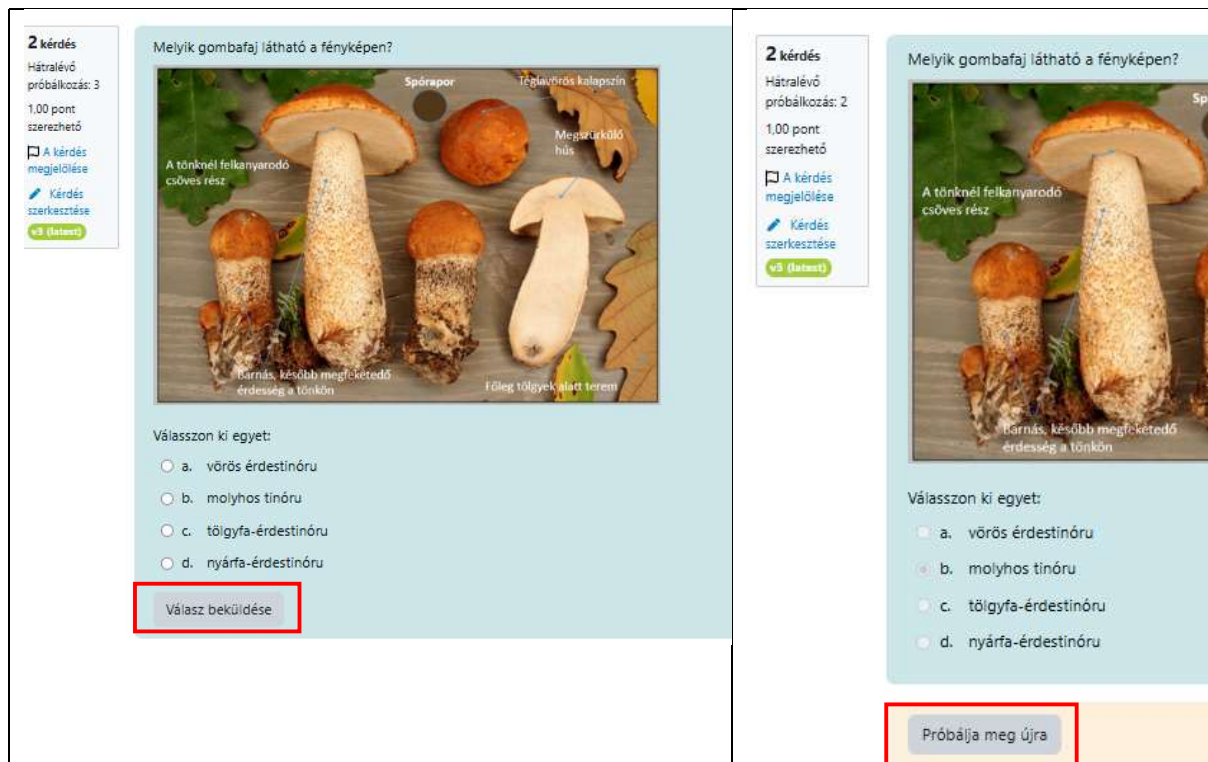 2 kérdés
Hátralévő
próbálkozás: 3
1,00 pont
szerezhető
A kérdés
megjelölése
Kérdés
szerkesztése
v3 (latest)
Melyik gombafaj látható a fényképen?
Spórapor
Téglavörös kalapszín
Megszürkülő
hús
A tönknél felkanyarodó
csöves rész
Barnás, később megfeketedő
érdesség a tönkön
Főleg tölgyek alatt terem
Válasszon ki egyet:
a. vörös érdestinóru
b. molyhos tinóru
c. tölgyfa-érdestinóru
d. nyárfa-érdestinóru
Válasz beküldése
2 kérdés
Hátralévő
próbálkozás: 2
1,00 pont
szerezhető
A kérdés
megjelölése
Kérdés
szerkesztése
v3 (latest)
Melyik gombafaj látható a fényképen?
Sp
A tönknél felkanyarodó
csöves rész
Barnás, később megfeketedő
érdesség a tönkön
Válasszon ki egyet:
a. vörös érdestinóru
b. molyhos tinóru
c. tölgyfa-érdestinóru
d. nyárfa-érdestinóru
Próbálja meg újra